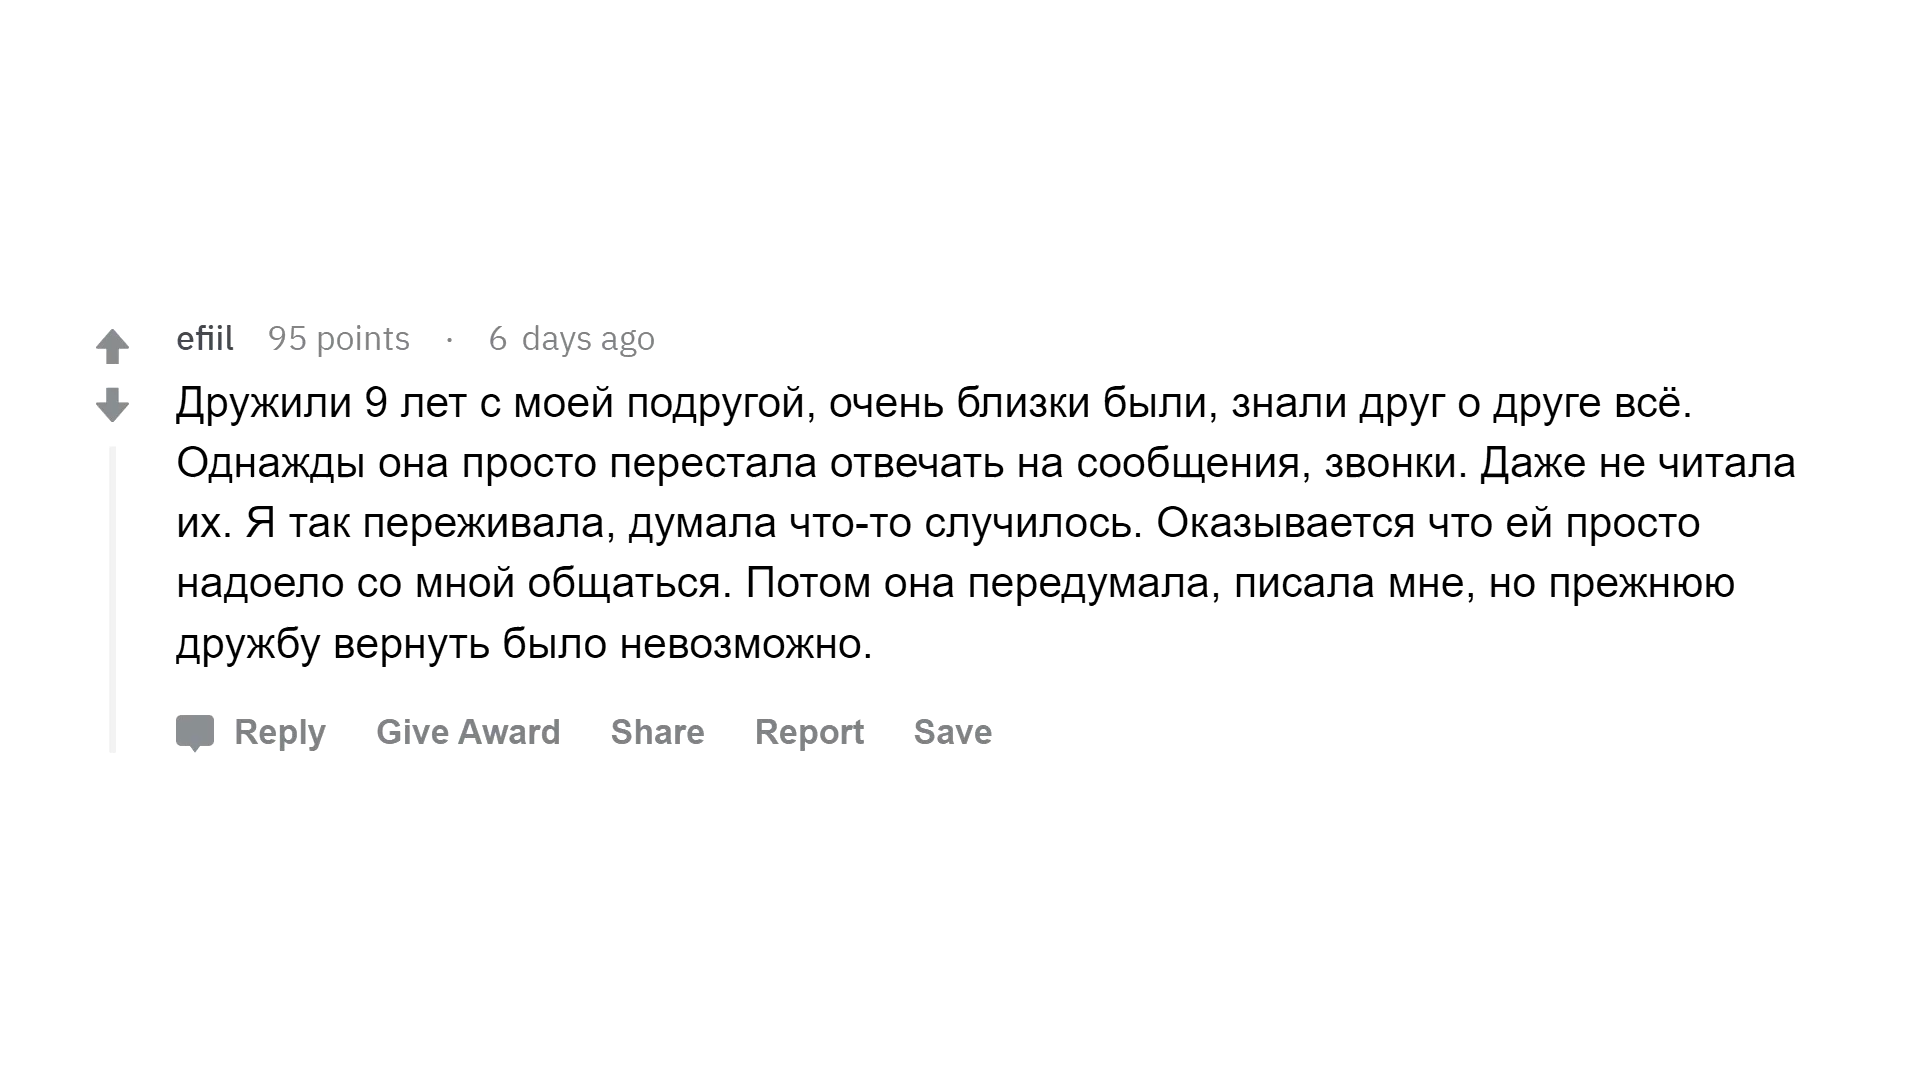 efiil 95 points · 6 days ago
Дружили 9 лет с моей подругой, очень близки были, знали друг о друге всё.
Однажды она просто перестала отвечать на сообщения, звонки. Даже не читала
их. Я так переживала, думала что-то случилось. Оказывается что ей просто
надоело со мной общаться. Потом она передумала, писала мне, но прежнюю
дружбу вернуть было невозможно.
Reply Give Award Share Report Save